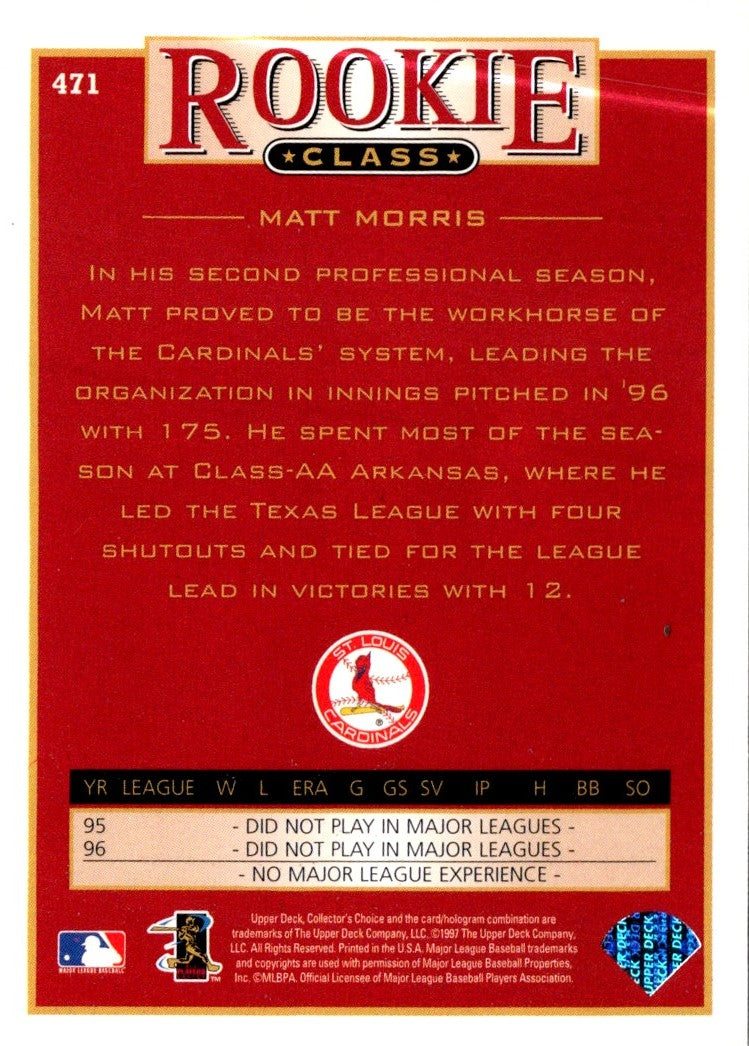 471
ROOKIE
★CLASS★
MATT MORRIS
IN HIS SECOND PROFESSIONAL SEASON,
MATT PROVED TO BE THE WORKHORSE OF
THE CARDINALS' SYSTEM, LEADING THE
ORGANIZATION IN INNINGS PITCHED IN '96
WITH 175. HE SPENT MOST OF THE SEA-
SON AT CLASS-AA ARKANSAS, WHERE HE
LED THE TEXAS LEAGUE WITH FOUR
SHUTOUTS AND TIED FOR THE LEAGUE
LEAD IN VICTORIES WITH 12.
ST. LOUIS
CARDINALS
®
YR LEAGUE W L ERA G GS SV IP H BB SO
95 - DID NOT PLAY IN MAJOR LEAGUES -
96 - DID NOT PLAY IN MAJOR LEAGUES -
- NO MAJOR LEAGUE EXPERIENCE -
Upper Deck, Collector's Choice and the card/hologram combination are
trademarks of The Upper Deck Company, LLC. ©1997 The Upper Deck Company,
LLC. All Rights Reserved. Printed in the U.S.A. Major League Baseball trademarks
and copyrights are used with permission of Major League Baseball Properties,
Inc. ©MLBPA. Official Licensee of Major League Baseball Players Association.
MAJOR LEAGUE BASEBALL
PLAYERS
TM
UPPER DECK